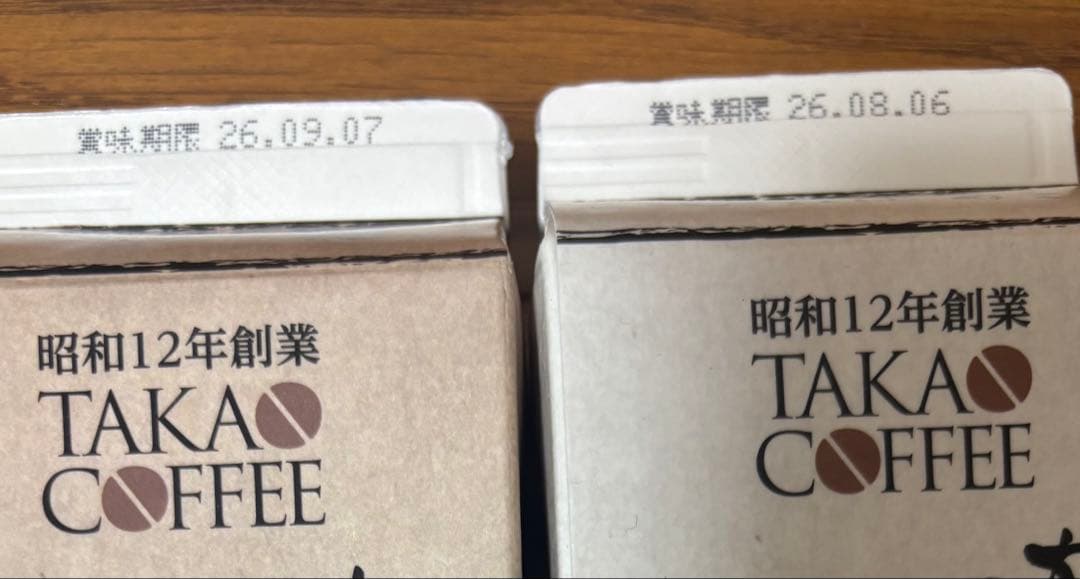 賞味期限 26.09.07
昭和12年創業
TAKAO
COFFEE
賞味期限 26.08.06
昭和12年創業
TAKAO
COFFEE